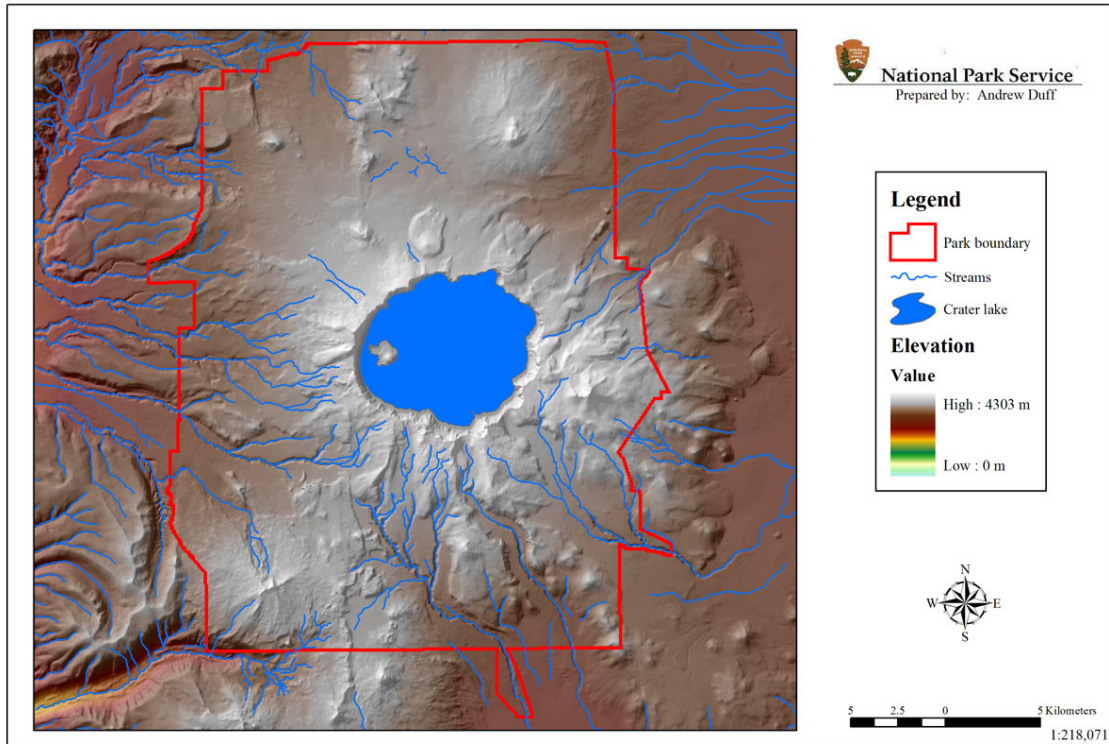 National Park Service
Prepared by: Andrew Duff
Legend
Park boundary
Streams
Crater lake
Elevation
Value
High : 4303 m
Low : 0 m
N
W E
S
5 2.5 0 5 Kilometers
1:218,071